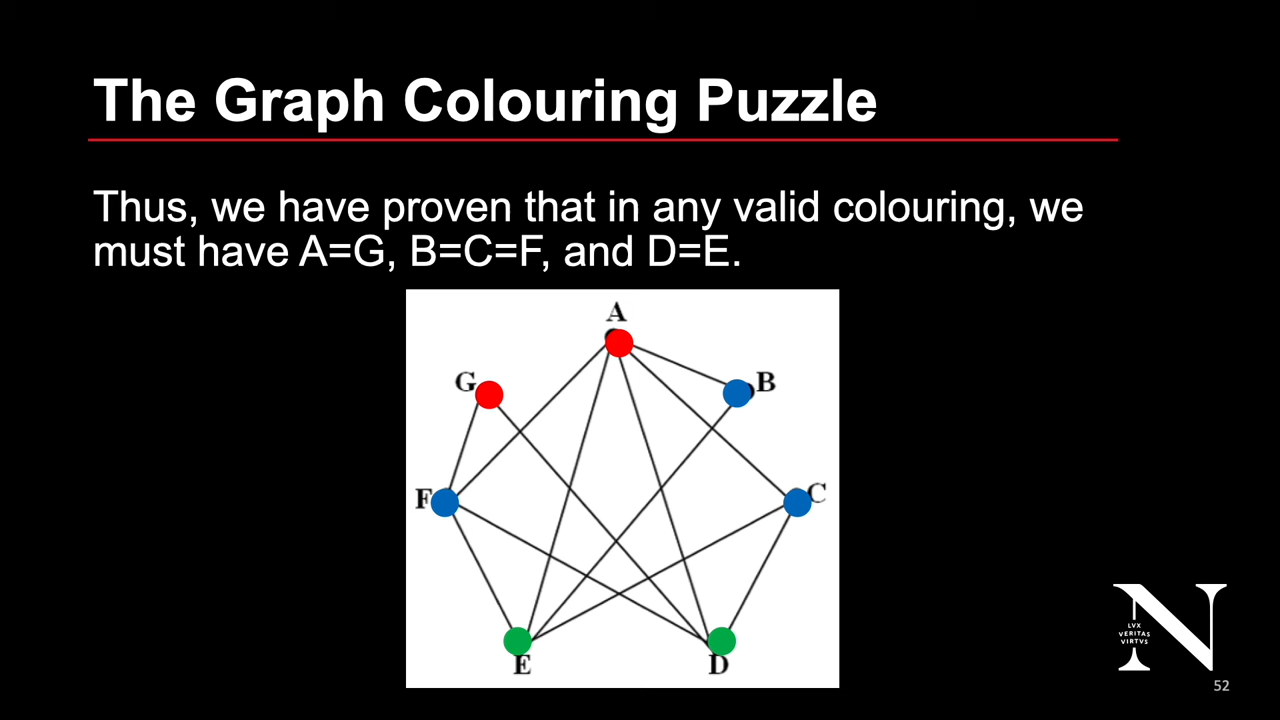 The Graph Colouring Puzzle
Thus, we have proven that in any valid colouring, we
must have A=G, B=C=F, and D=E.
A
G
B
F
C
E
D
LVX
VERITAS
VIRTVS
N
52